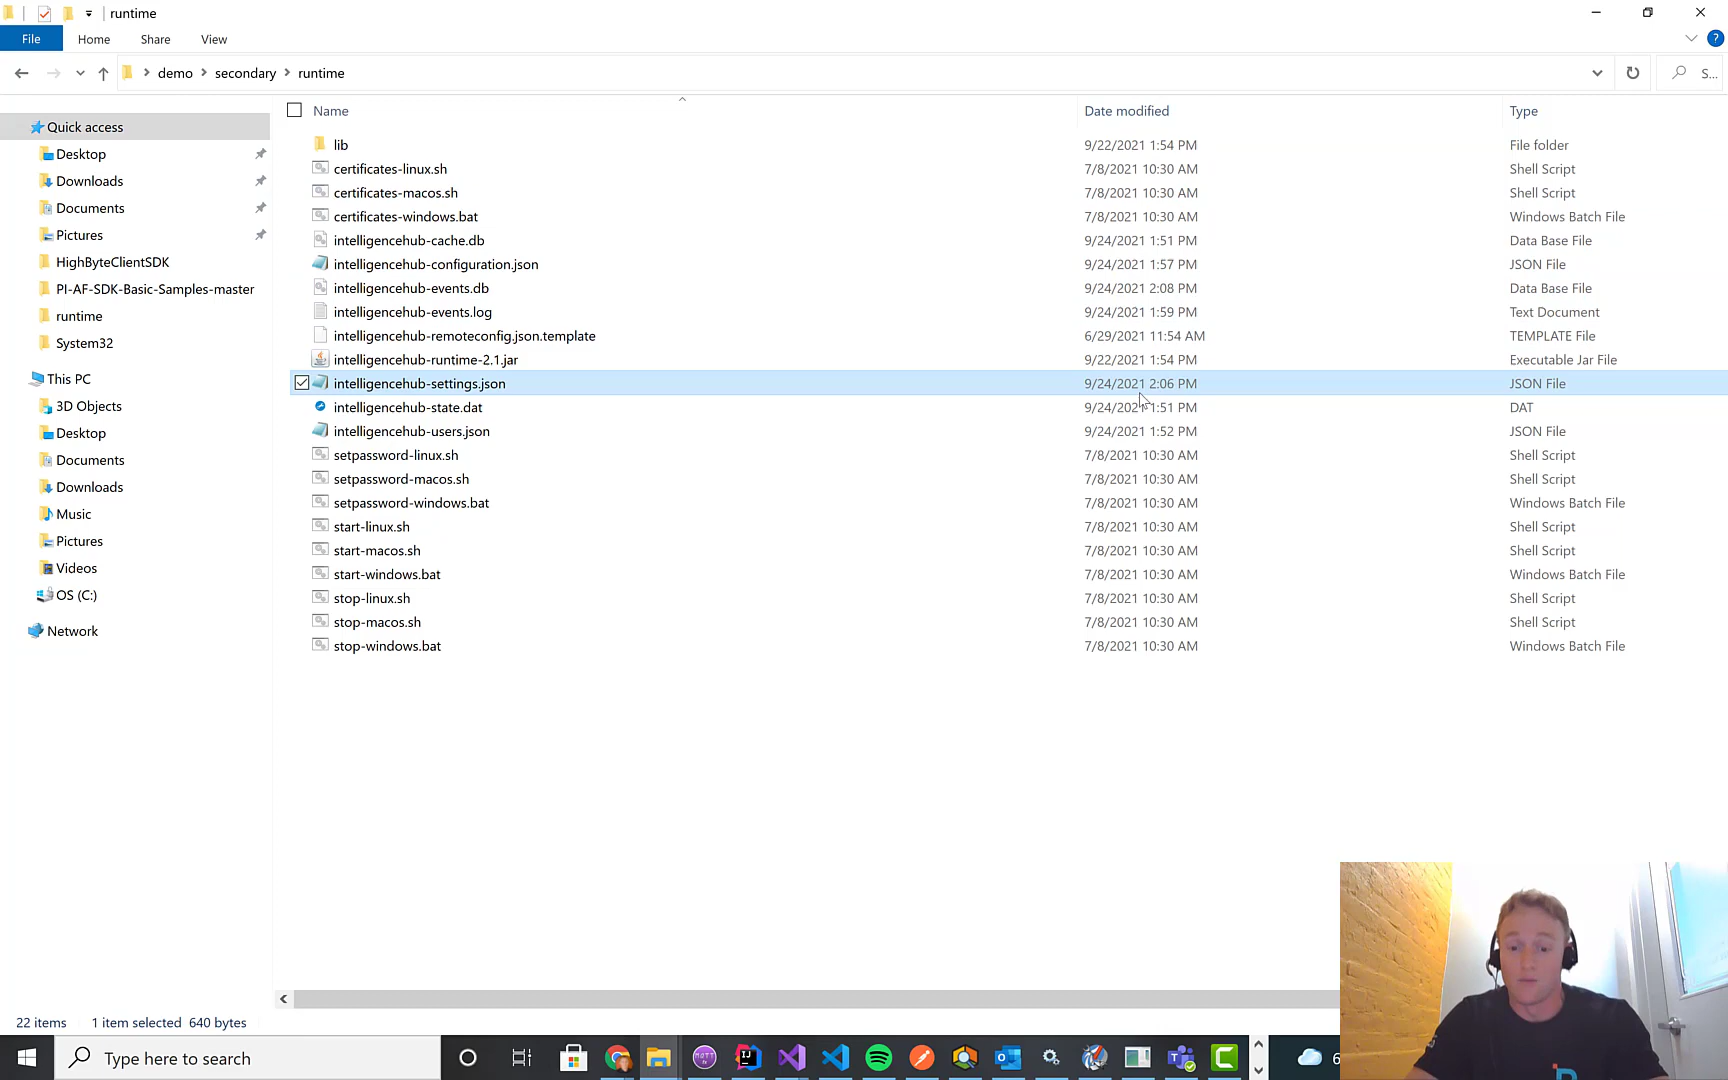 runtime
File Home Share View
demo secondary runtime S...
Name Date modified Type
Quick access
Desktop
Downloads
Documents
Pictures
HighByteClientSDK
PI-AF-SDK-Basic-Samples-master
runtime
System32
This PC
3D Objects
Desktop
Documents
Downloads
Music
Pictures
Videos
OS (C:)
Network
lib 9/22/2021 1:54 PM File folder
certificates-linux.sh 7/8/2021 10:30 AM Shell Script
certificates-macos.sh 7/8/2021 10:30 AM Shell Script
certificates-windows.bat 7/8/2021 10:30 AM Windows Batch File
intelligencehub-cache.db 9/24/2021 1:51 PM Data Base File
intelligencehub-configuration.json 9/24/2021 1:57 PM JSON File
intelligencehub-events.db 9/24/2021 2:08 PM Data Base File
intelligencehub-events.log 9/24/2021 1:59 PM Text Document
intelligencehub-remoteconfig.json.template 6/29/2021 11:54 AM TEMPLATE File
intelligencehub-runtime-2.1.jar 9/22/2021 1:54 PM Executable Jar File
intelligencehub-settings.json 9/24/2021 2:06 PM JSON File
intelligencehub-state.dat 9/24/2021 1:51 PM DAT
intelligencehub-users.json 9/24/2021 1:52 PM JSON File
setpassword-linux.sh 7/8/2021 10:30 AM Shell Script
setpassword-macos.sh 7/8/2021 10:30 AM Shell Script
setpassword-windows.bat 7/8/2021 10:30 AM Windows Batch File
start-linux.sh 7/8/2021 10:30 AM Shell Script
start-macos.sh 7/8/2021 10:30 AM Shell Script
start-windows.bat 7/8/2021 10:30 AM Windows Batch File
stop-linux.sh 7/8/2021 10:30 AM Shell Script
stop-macos.sh 7/8/2021 10:30 AM Shell Script
stop-windows.bat 7/8/2021 10:30 AM Windows Batch File
22 items 1 item selected 640 bytes
Type here to search